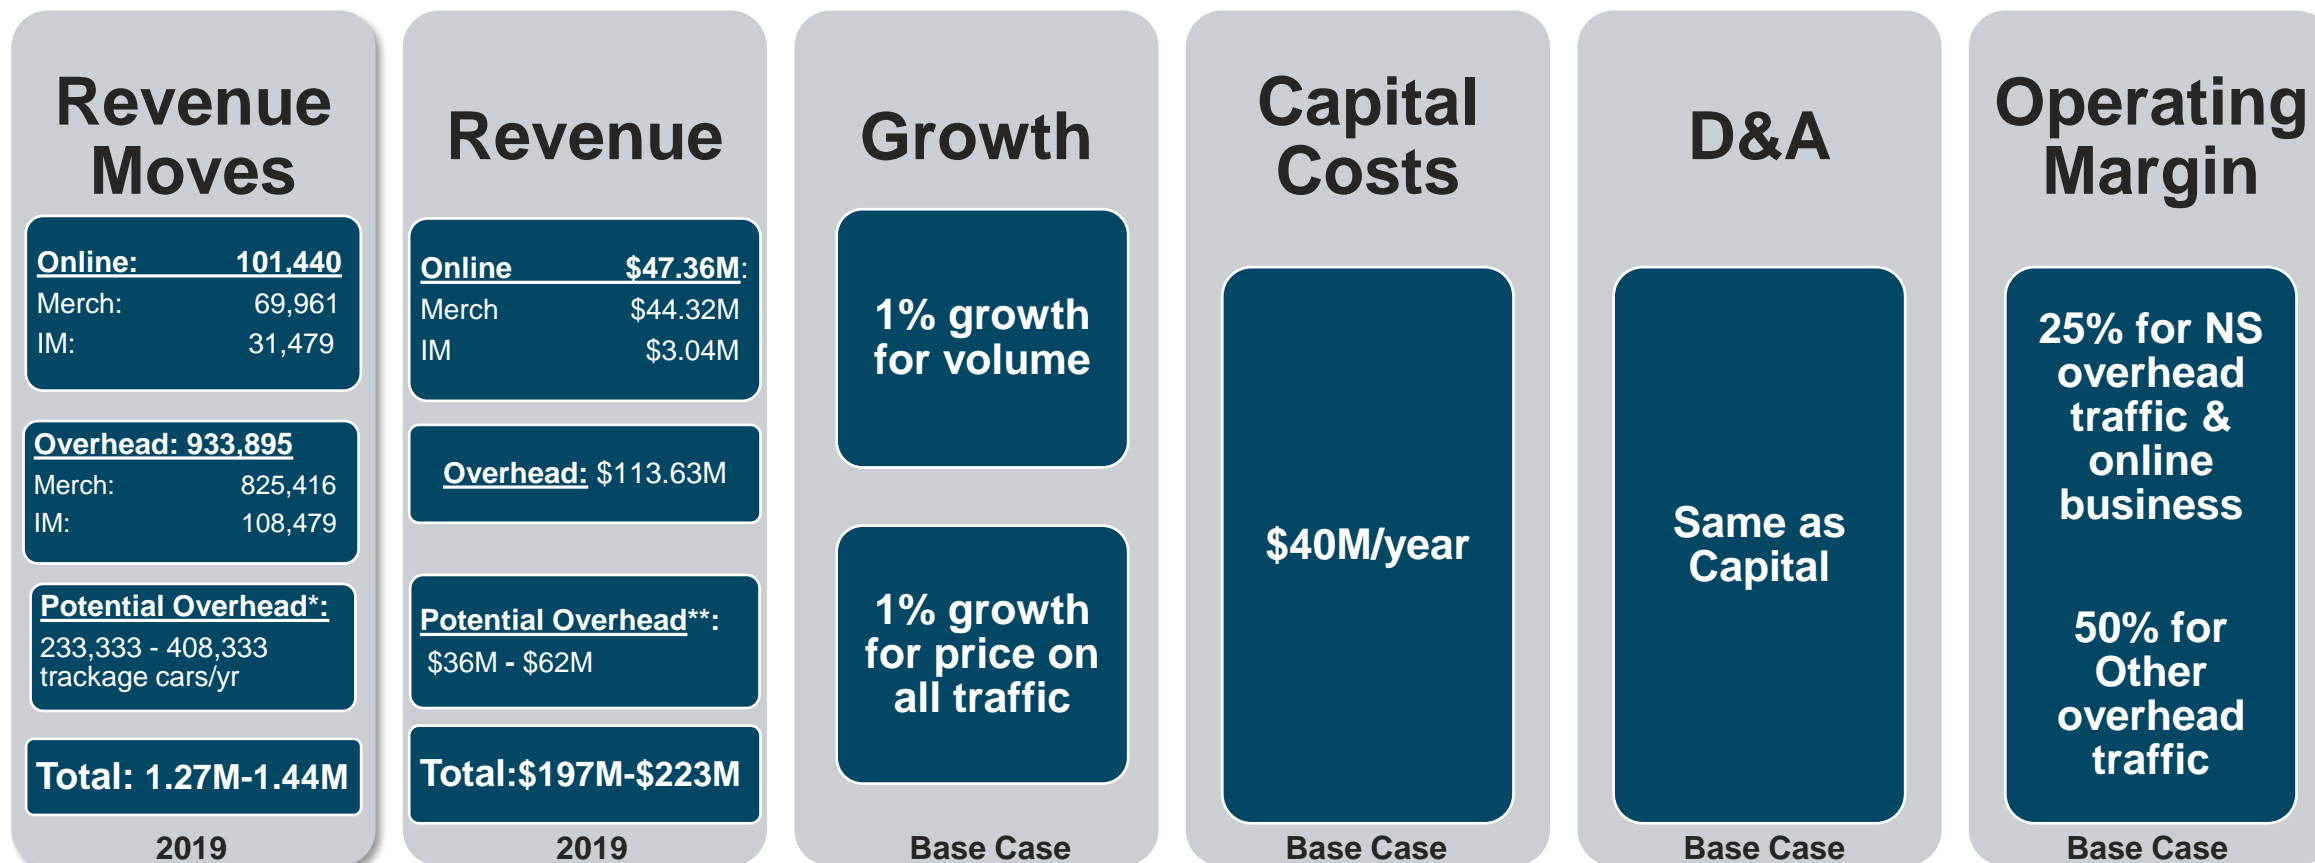 Revenue
Moves
Online: 101,440
Merch: 69,961
IM: 31,479
Overhead: 933,895
Merch: 825,416
IM: 108,479
Potential Overhead*:
233,333 - 408,333
trackage cars/yr
Total: 1.27M-1.44M
2019
Revenue
Online $47.36M:
Merch $44.32M
IM $3.04M
Overhead: $113.63M
Potential Overhead**:
$36M - $62M
Total:$197M-$223M
2019
Growth
1% growth
for volume
1% growth
for price on
all traffic
Base Case
Capital
Costs
$40M/year
Base Case
D&A
Same as
Capital
Base Case
Operating
Margin
25% for NS
overhead
traffic &
online
business
50% for
Other
overhead
traffic
Base Case